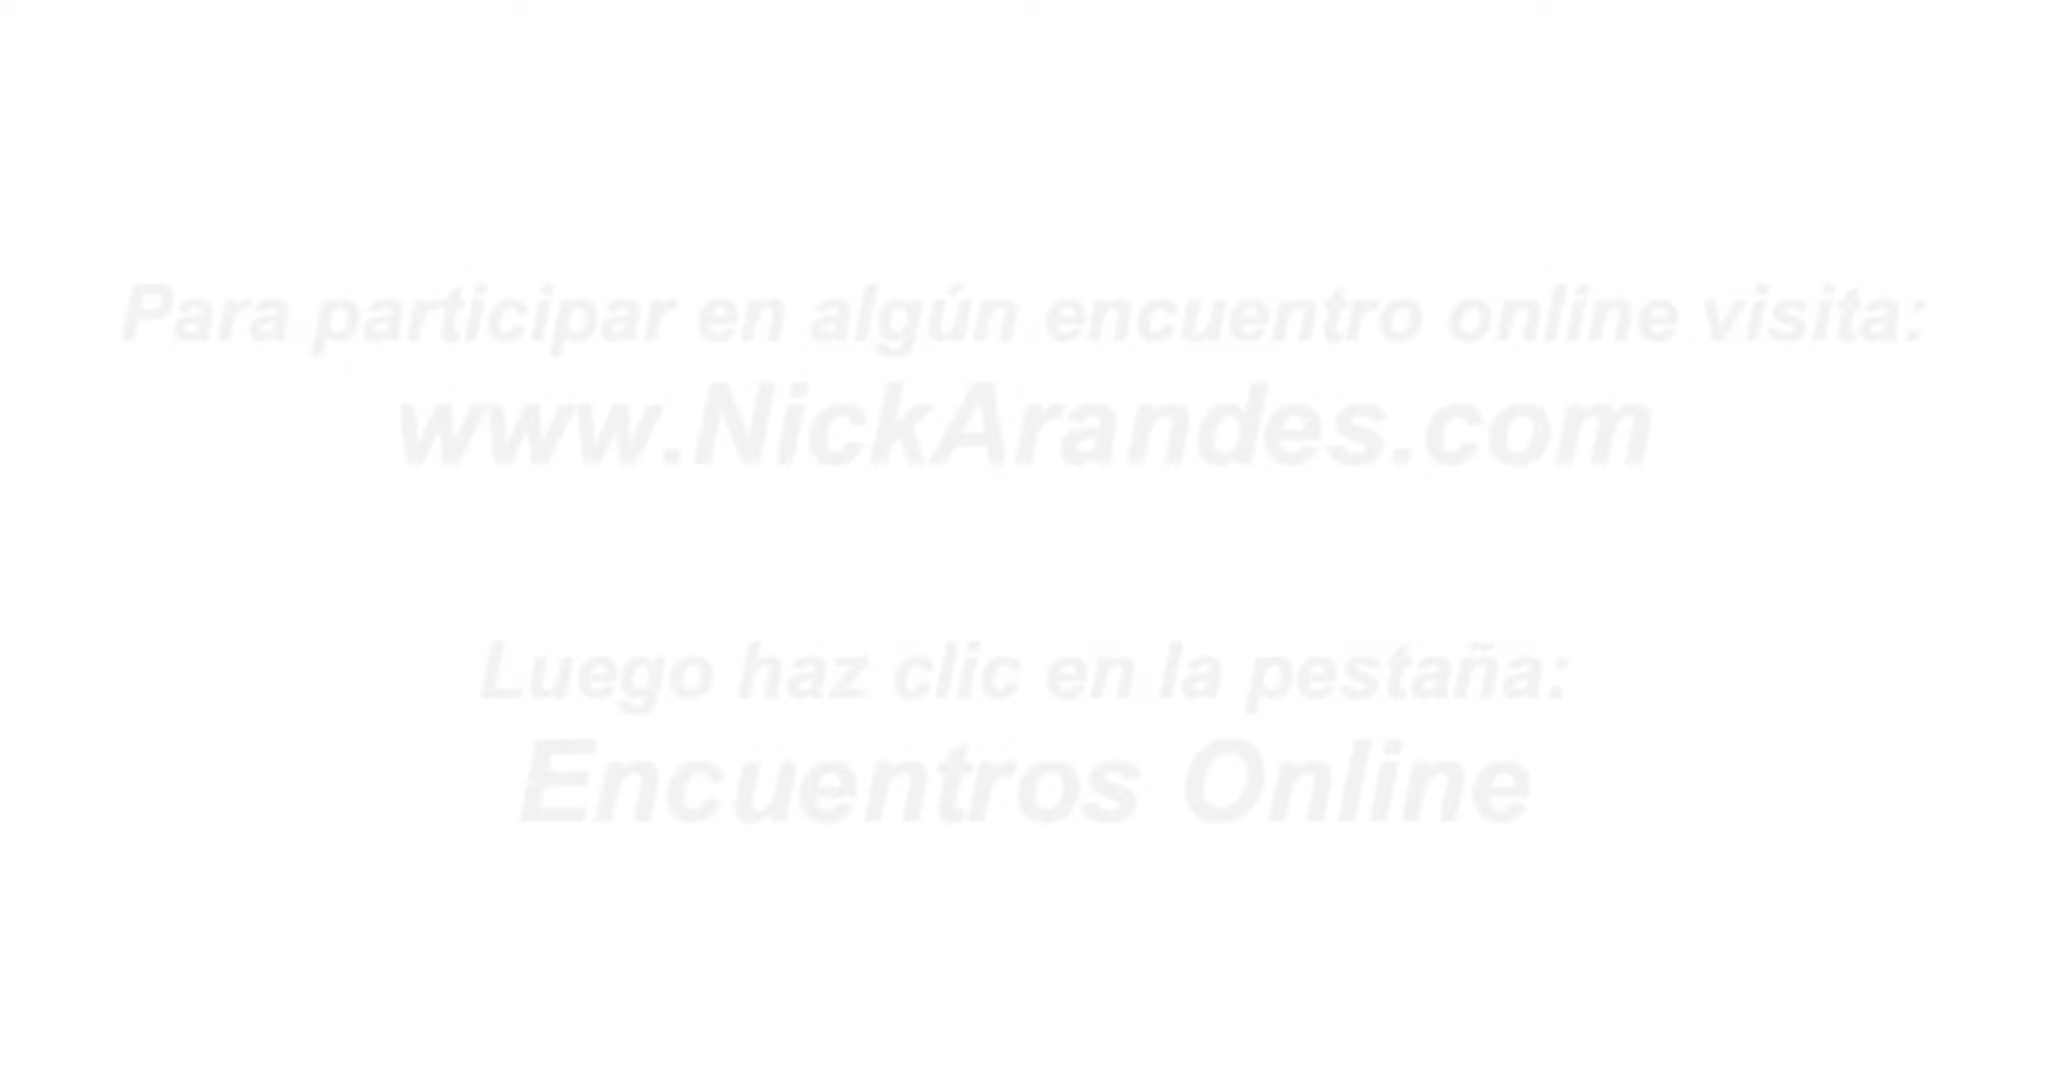 Para participar en algún encuentro online visita:
www.NickArandes.com
Luego haz clic en la pestaña:
Encuentros Online